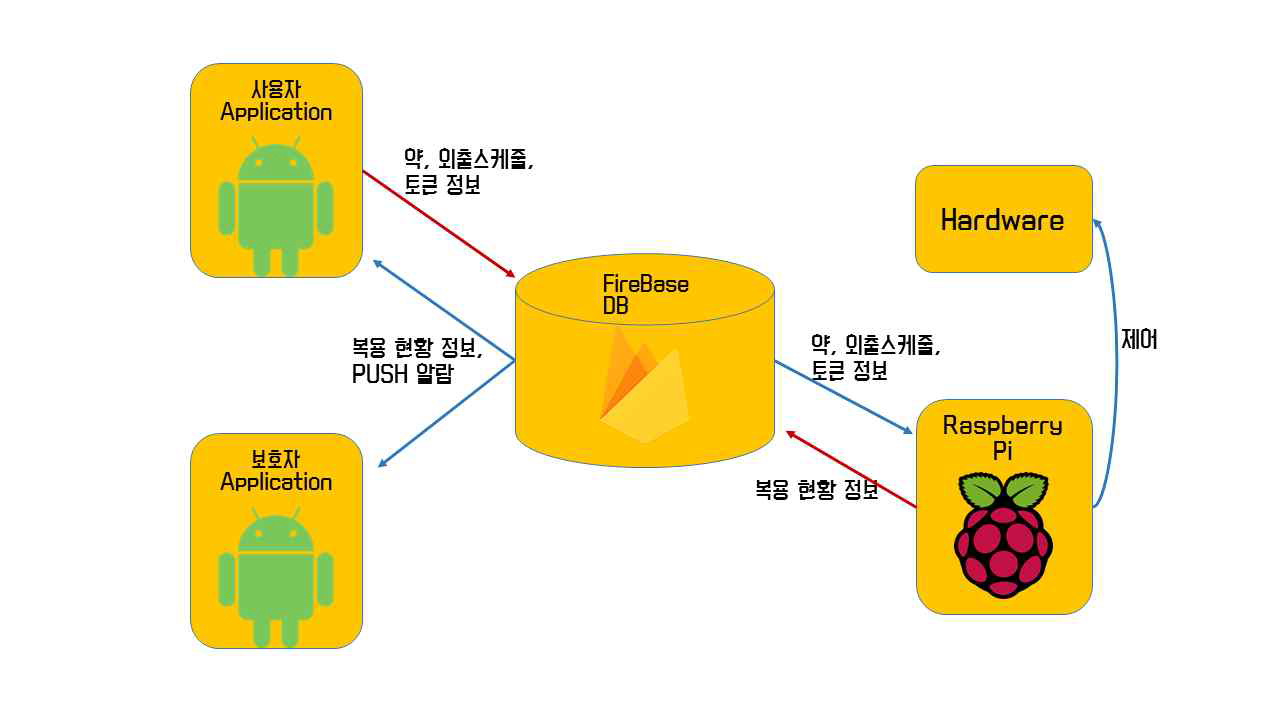 사용자
Application
약, 외출스케줄,
토큰 정보
Hardware
FireBase
DB
복용 현황 정보,
PUSH 알람
약, 외출스케줄,
토큰 정보
제어
Raspberry
Pi
보호자
Application
복용 현황 정보